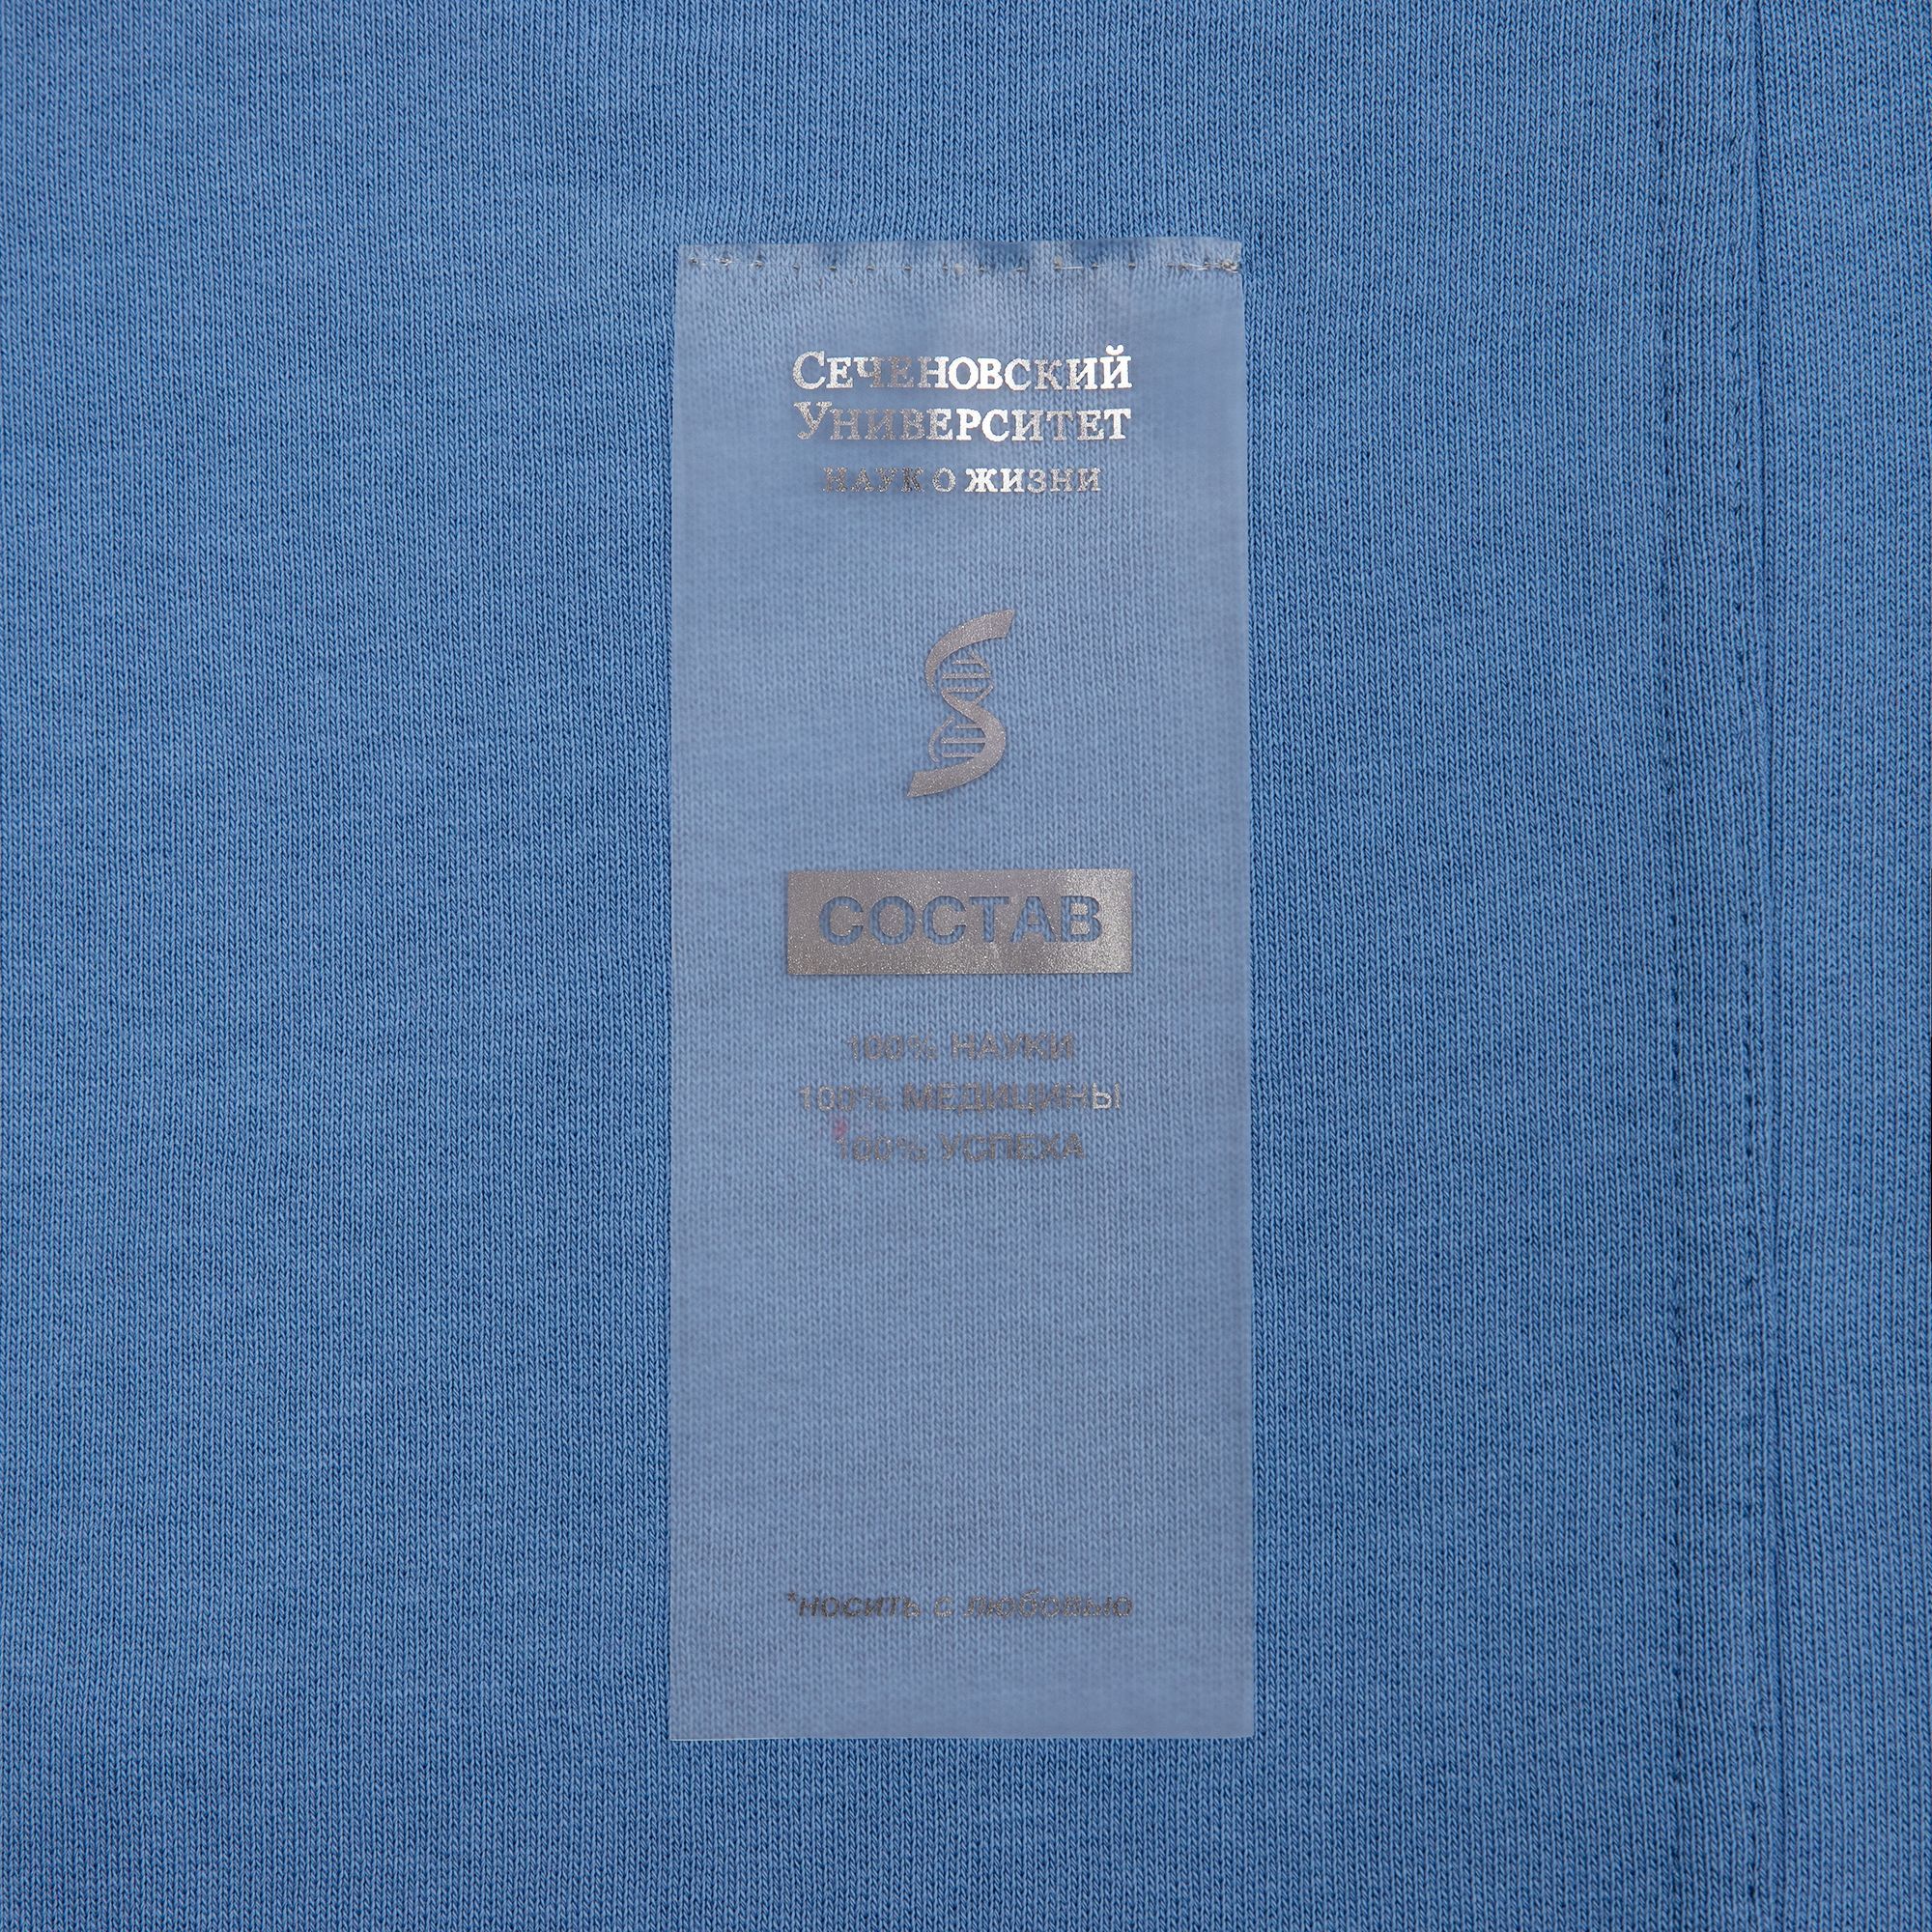 Сеченовский
Университет
наук о жизни
СОСТАВ
100% НАУКИ
100% МЕДИЦИНЫ
100% УСПЕХА
*носить с любовью